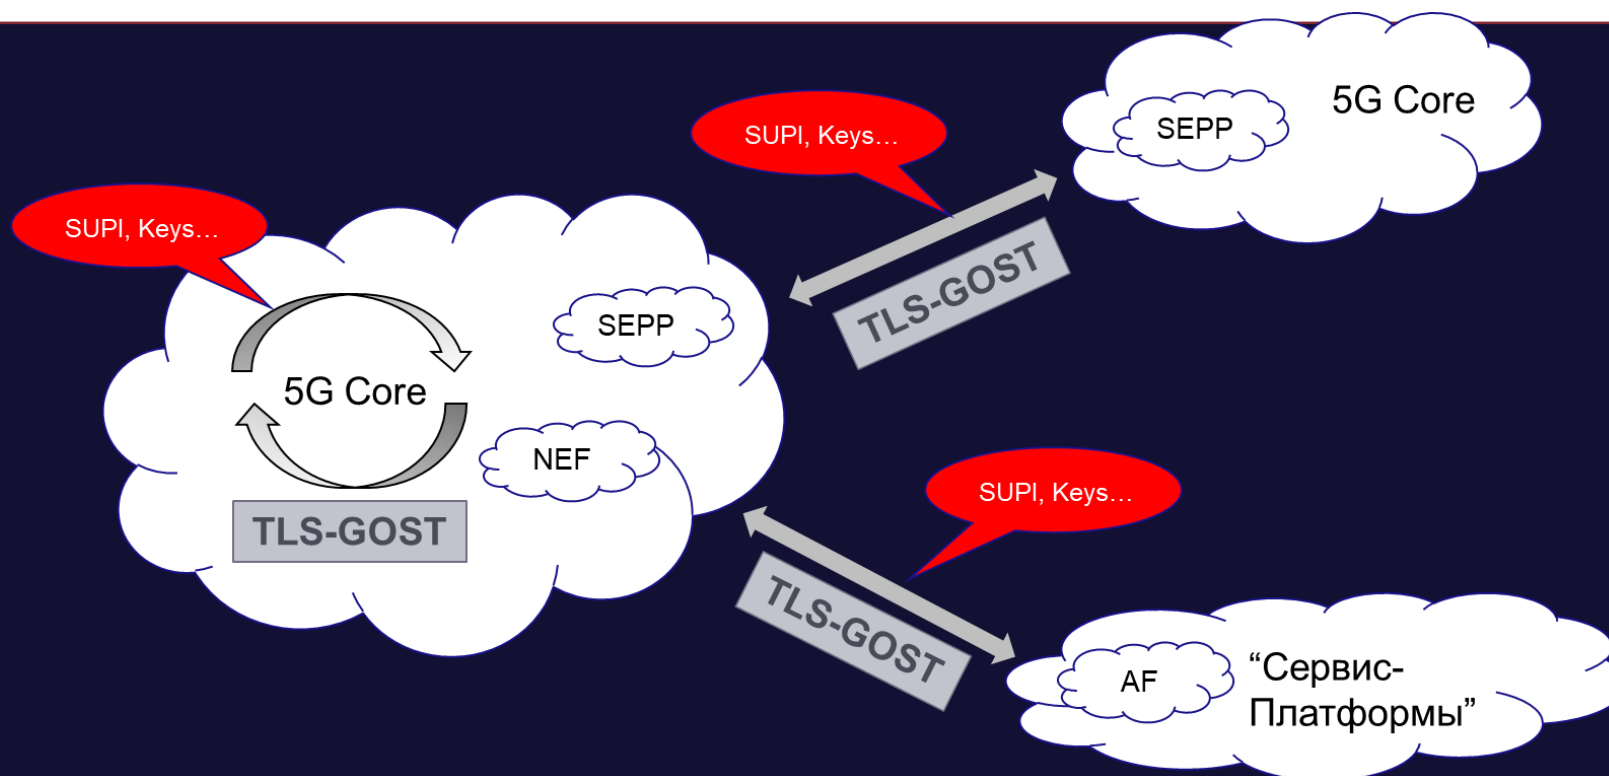 5G Core
SEPP
SUPI, Keys...
SUPI, Keys...
TLS-GOST
SEPP
5G Core
NEF
SUPI, Keys...
TLS-GOST
TLS-GOST
AF
“Сервис-
Платформы”